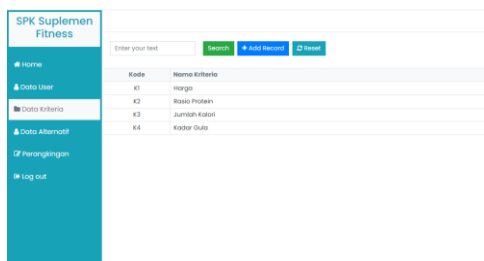 SPK Suplemen
Fitness
Enter your text Search + Add Record Reset
Home
Data User
Data Kriteria
Data Alternatif
Perangkingan
Log out
Kode Nama Kriteria
K1 Harga
K2 Rasio Protein
K3 Jumlah Kalori
K4 Kadar Gula